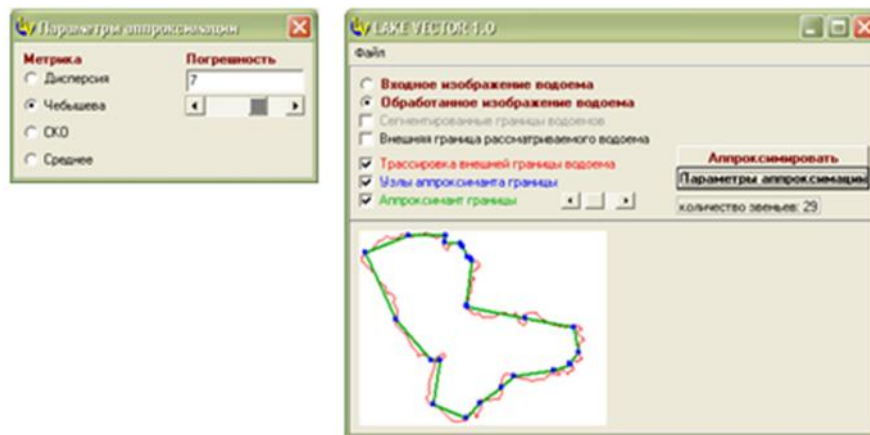 Параметры аппроксимации
Метрика
Погрешность
Дисперсия
7
Чебышева
СКО
Среднее
LAKE VECTOR 1.0
Файл
Входное изображение водоема
Обработанное изображение водоема
Сегментированные границы водоемов
Внешняя граница рассматриваемого водоема
Трассировка внешней границы водоема
Аппроксимировать
Узлы аппроксиманта границы
Параметры аппроксимации
Аппроксимант границы
количество звеньев: 29